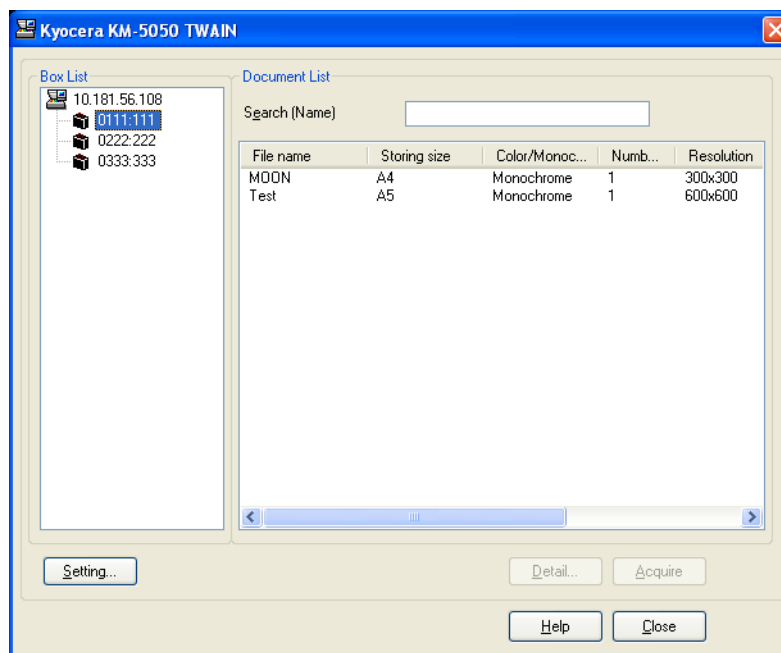 Kyocera KM-5050 TWAIN
Box List
10.181.56.108
0111:111
0222:222
0333:333
Document List
Search (Name)
File name Storing size Color/Monoc... Numb... Resolution
MOON A4 Monochrome 1 300x300
Test A5 Monochrome 1 600x600
Setting...
Detail... Acquire
Help Close